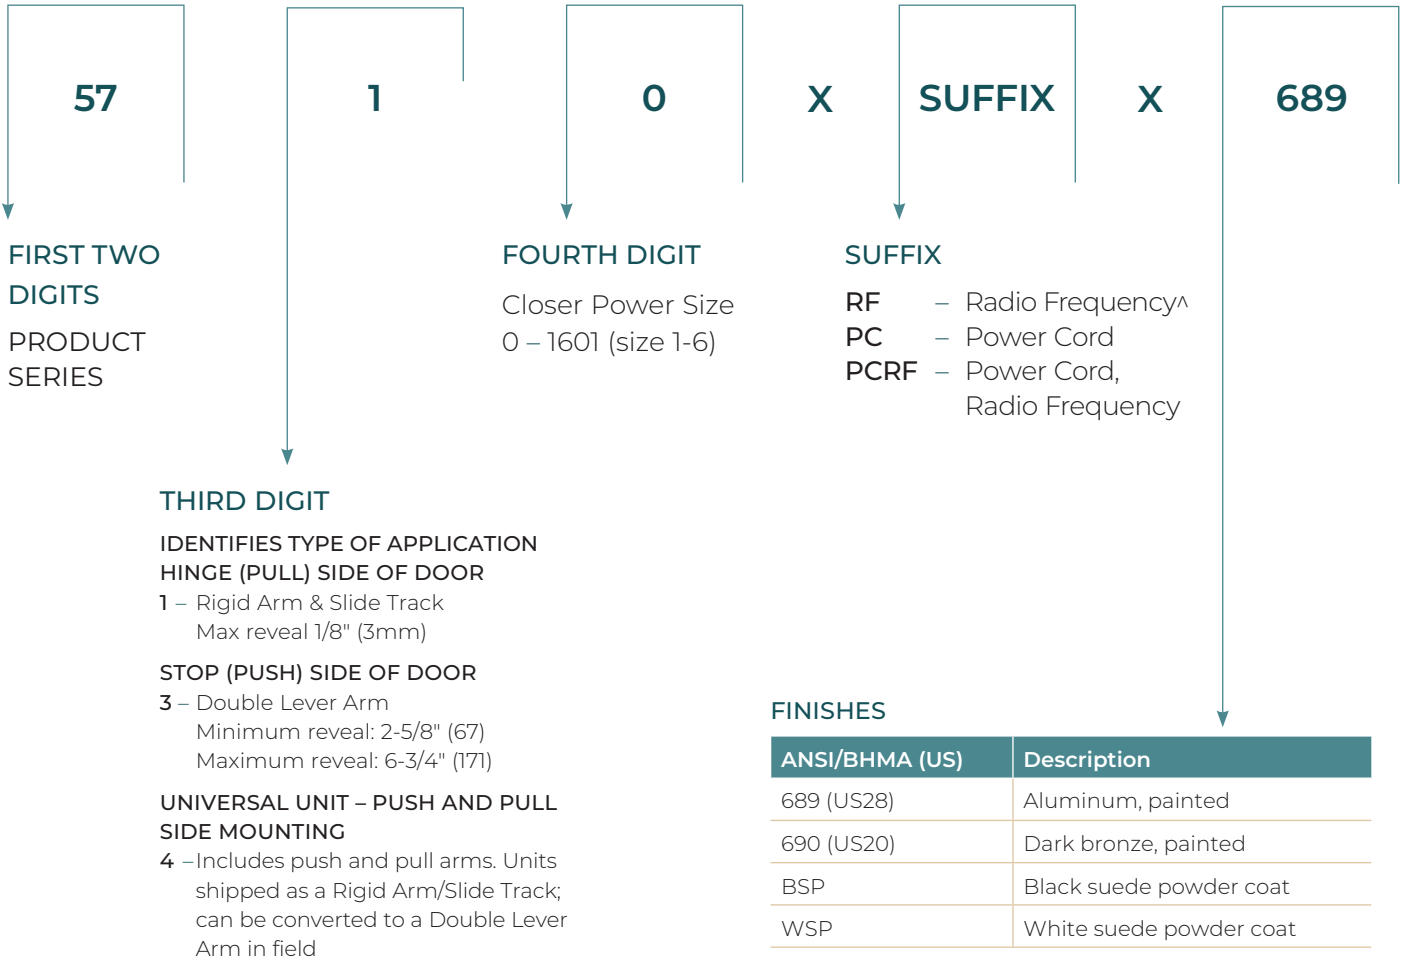 57 1 0 X SUFFIX X 689
FIRST TWO
DIGITS
PRODUCT
SERIES
THIRD DIGIT
IDENTIFIES TYPE OF APPLICATION
HINGE (PULL) SIDE OF DOOR
1 – Rigid Arm & Slide Track
Max reveal 1/8" (3mm)
STOP (PUSH) SIDE OF DOOR
3 – Double Lever Arm
Minimum reveal: 2-5/8" (67)
Maximum reveal: 6-3/4" (171)
UNIVERSAL UNIT – PUSH AND PULL
SIDE MOUNTING
4 –Includes push and pull arms. Units
shipped as a Rigid Arm/Slide Track;
can be converted to a Double Lever
Arm in field
FOURTH DIGIT
Closer Power Size
0 – 1601 (size 1-6)
SUFFIX
RF – Radio Frequency^
PC – Power Cord
PCRF – Power Cord,
Radio Frequency
FINISHES
ANSI/BHMA (US) Description
689 (US28) Aluminum, painted
690 (US20) Dark bronze, painted
BSP Black suede powder coat
WSP White suede powder coat